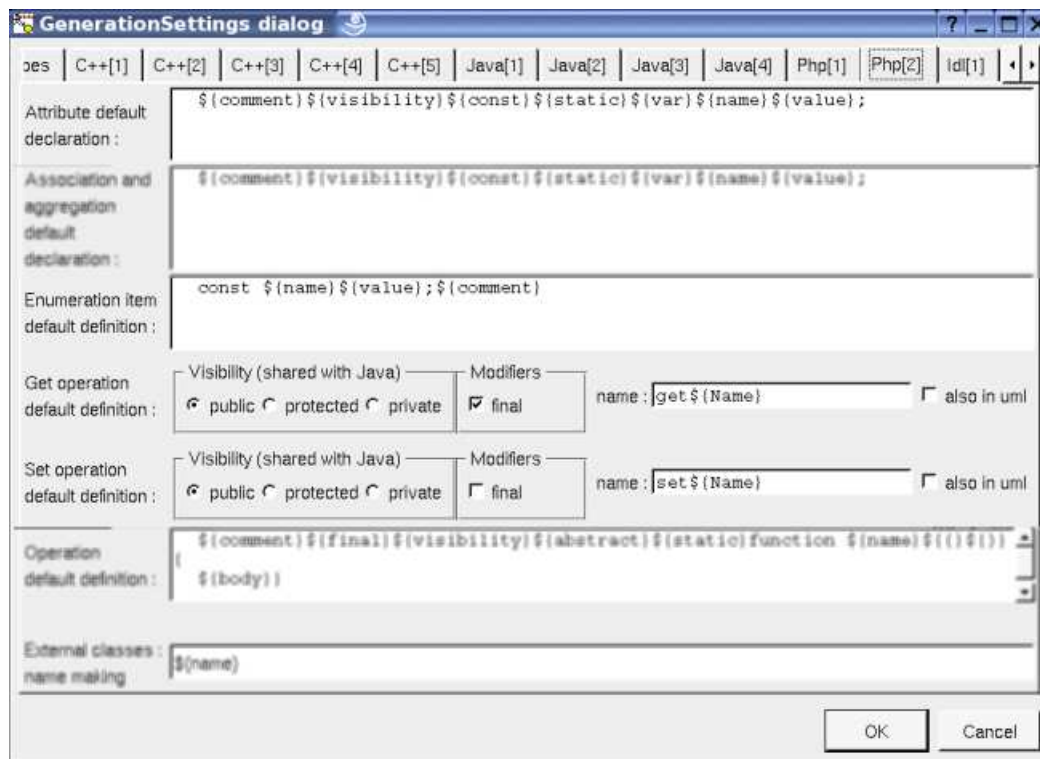 GenerationSettings dialog
pes C++[1] C++[2] C++[3] C++[4] C++[5] Java[1] Java[2] Java[3] Java[4] Php[1] Php[2] Idl[1]
Attribute default
declaration :
${comment}${visibility}${const}${static}${var}${name}${value};
Association and
aggregation
default
declaration :
${comment}${visibility}${const}${static}${var}${name}${value};
Enumeration item
default definition :
const ${name}${value};${comment}
Get operation
default definition :
Visibility (shared with Java)
public protected private
Modifiers
final
name : get${Name}
also in uml
Set operation
default definition :
Visibility (shared with Java)
public protected private
Modifiers
final
name : set${Name}
also in uml
Operation
default definition :
${comment}${final}${visibility}${abstract}${static}function ${name}${(}${)}
{
${body}}
External classes :
name making
${name}
OK Cancel